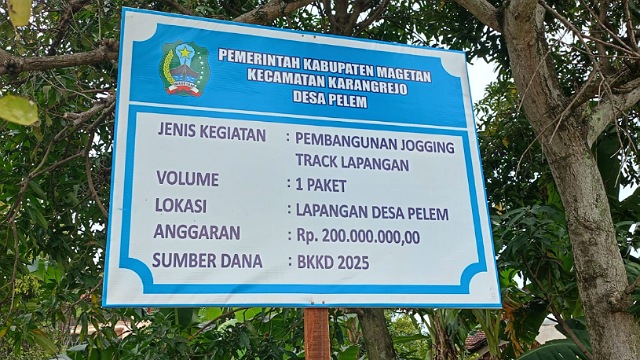 PEMERINTAH KABUPATEN MAGETAN
KECAMATAN KARANGREJO
DESA PELEM
JENIS KEGIATAN : PEMBANGUNAN JOGGING
TRACK LAPANGAN
VOLUME : 1 PAKET
LOKASI : LAPANGAN DESA PELEM
ANGGARAN : Rp. 200.000.000,00
SUMBER DANA : BKKD 2025